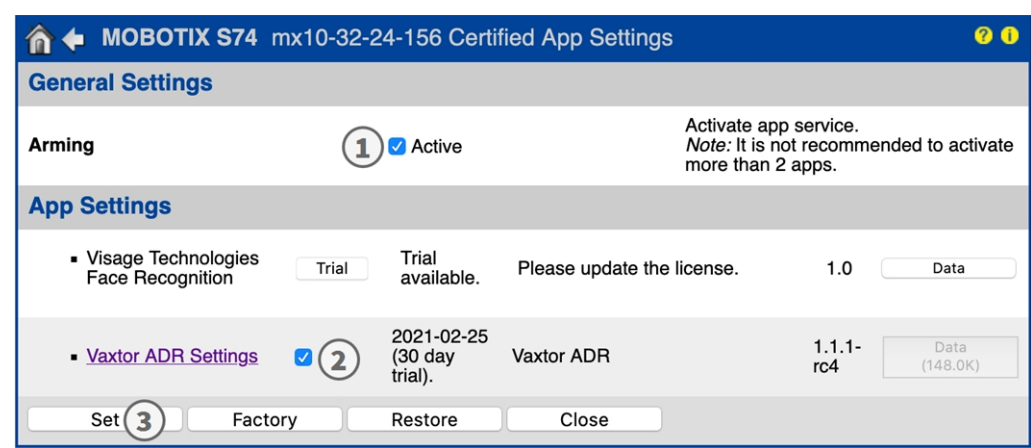 MOBOTIX S74 mx10-32-24-156 Certified App Settings ? i
General Settings
Arming 1 Active
Activate app service.
Note: It is not recommended to activate
more than 2 apps.
App Settings
Visage Technologies
Face Recognition
Trial
Trial
available.
Please update the license.
1.0
Data
Vaxtor ADR Settings
2
2021-02-25
(30 day
trial).
Vaxtor ADR
1.1.1-
rc4
Data
(148.0K)
Set 3 Factory Restore Close